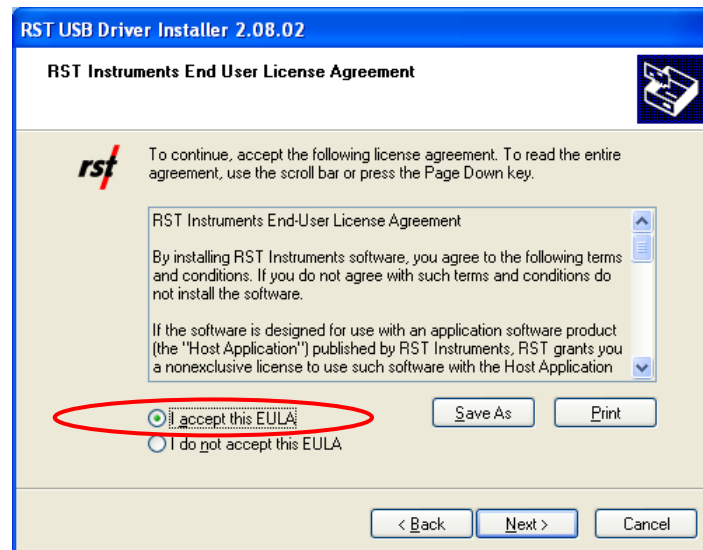 RST USB Driver Installer 2.08.02
RST Instruments End User License Agreement
rst
To continue, accept the following license agreement. To read the entire
agreement, use the scroll bar or press the Page Down key.
RST Instruments End-User License Agreement
By installing RST Instruments software, you agree to the following terms
and conditions. If you do not agree with such terms and conditions do
not install the software.
If the software is designed for use with an application software product
(the "Host Application") published by RST Instruments, RST grants you
a nonexclusive license to use such software with the Host Application
I accept this EULA
Save As
Print
I do not accept this EULA
< Back
Next >
Cancel